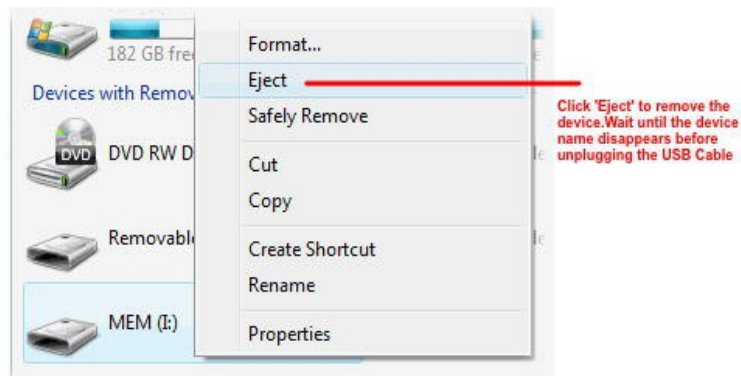 182 GB fre
Format...
Eject
Devices with Remov
Safely Remove
Click 'Eject' to remove the
device.Wait until the device
name disappears before
unplugging the USB Cable
DVD
DVD RW D
Cut
Copy
Removabl
Create Shortcut
Rename
MEM (I:)
Properties